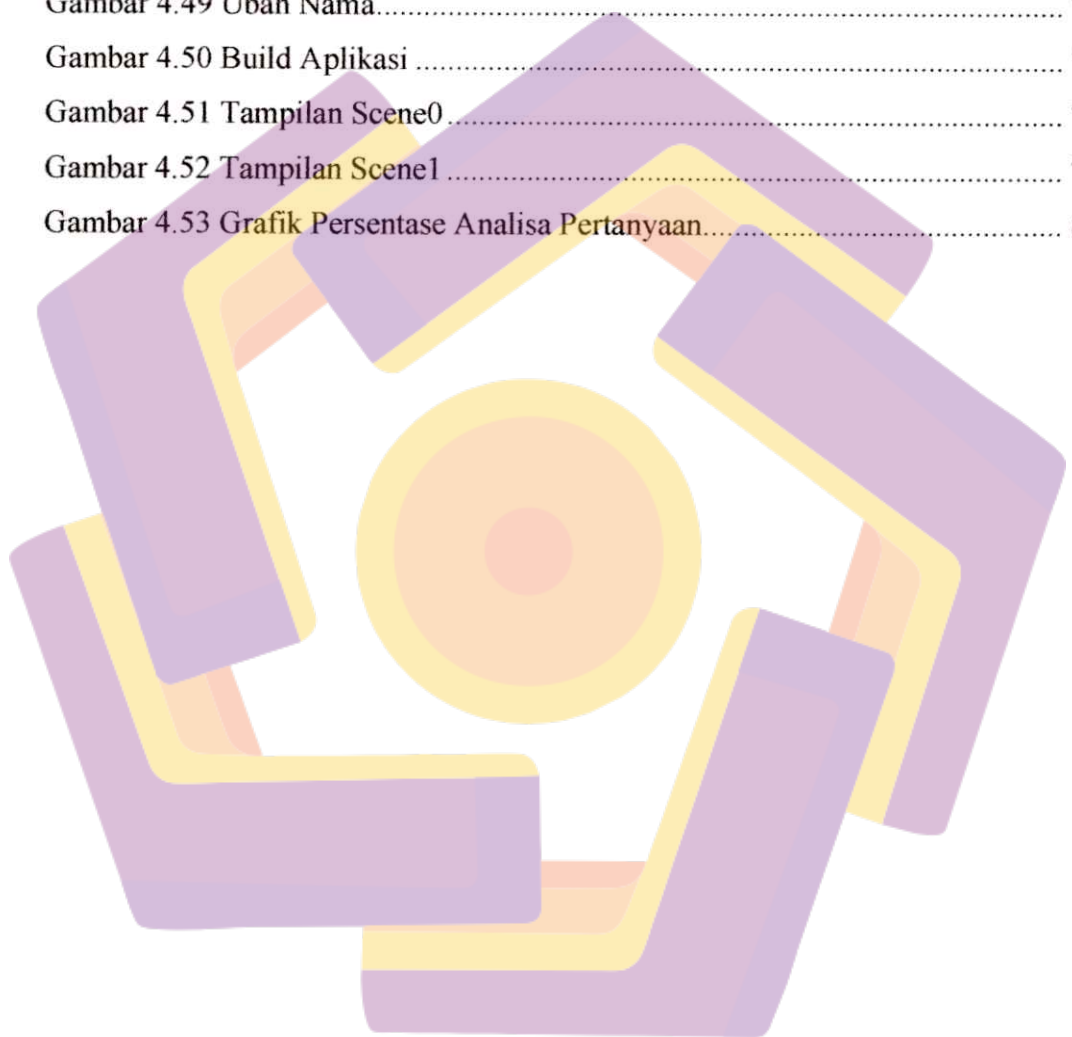 Gambar 4.49 Ubah Nama..............................................................................................
Gambar 4.50 Build Aplikasi ........................................................................................
Gambar 4.51 Tampilan Scene0....................................................................................
Gambar 4.52 Tampilan Scene1....................................................................................
Gambar 4.53 Grafik Persentase Analisa Pertanyaan.................................................